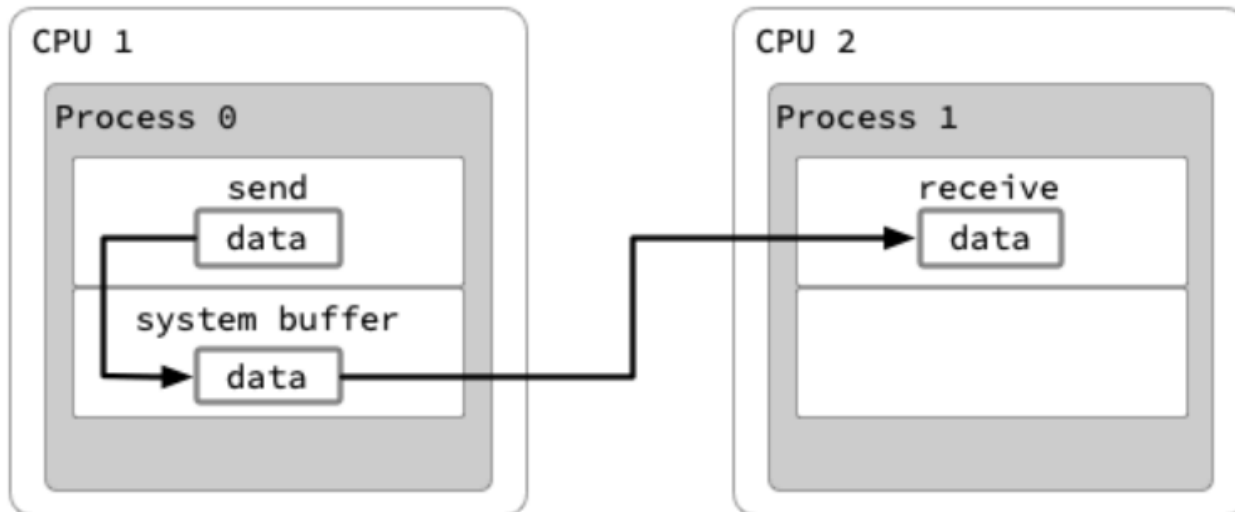 CPU 1
Process 0
send
data
system buffer
data
CPU 2
Process 1
receive
data